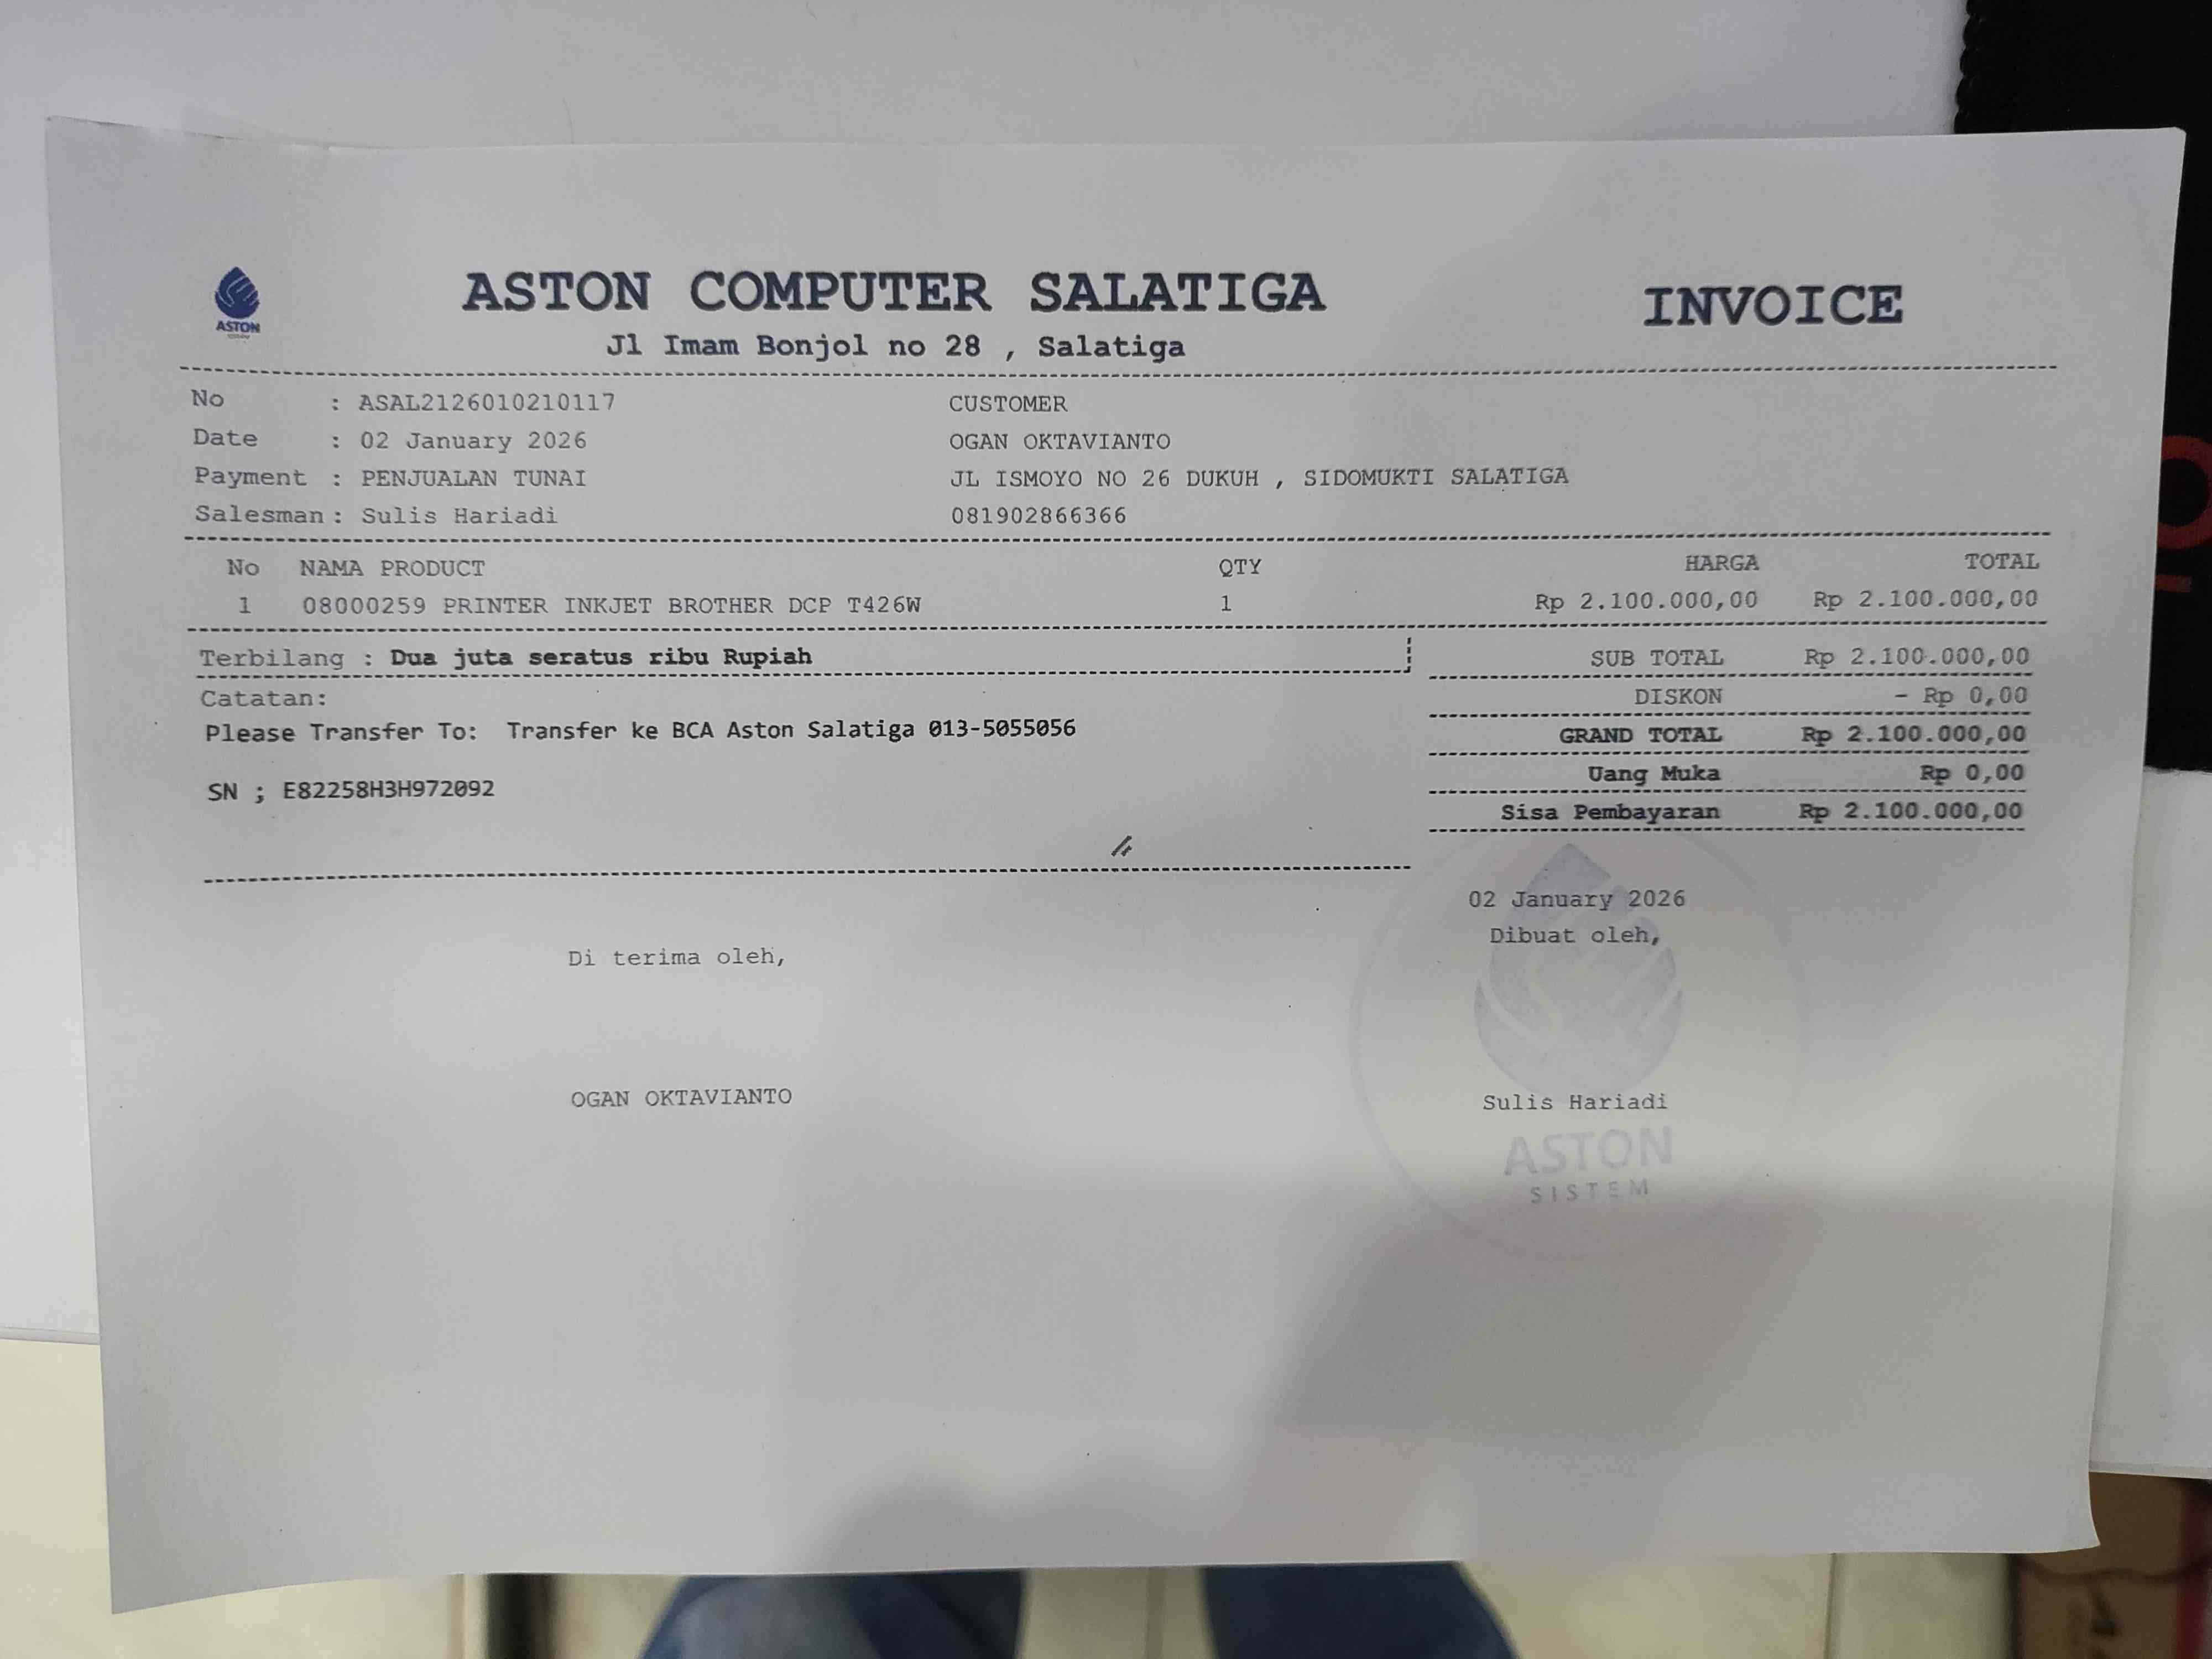 ASTON
ASTON COMPUTER SALATIGA
INVOICE
Jl Imam Bonjol no 28 , Salatiga
No : ASAL2126010210117 CUSTOMER
Date : 02 January 2026 OGAN OKTAVIANTO
Payment : PENJUALAN TUNAI JL ISMOYO NO 26 DUKUH , SIDOMUKTI SALATIGA
Salesman : Sulis Hariadi 081902866366
No NAMA PRODUCT QTY HARGA TOTAL
1 08000259 PRINTER INKJET BROTHER DCP T426W 1 Rp 2.100.000,00 Rp 2.100.000,00
Terbilang : Dua juta seratus ribu Rupiah SUB TOTAL Rp 2.100.000,00
Catatan: DISKON - Rp 0,00
Please Transfer To: Transfer ke BCA Aston Salatiga 013-5055056 GRAND TOTAL Rp 2.100.000,00
Uang Muka Rp 0,00
SN ; E82258H3H972092 Sisa Pembayaran Rp 2.100.000,00
02 January 2026
Dibuat oleh,
Di terima oleh,
OGAN OKTAVIANTO Sulis Hariadi
ASTON
SISTEM